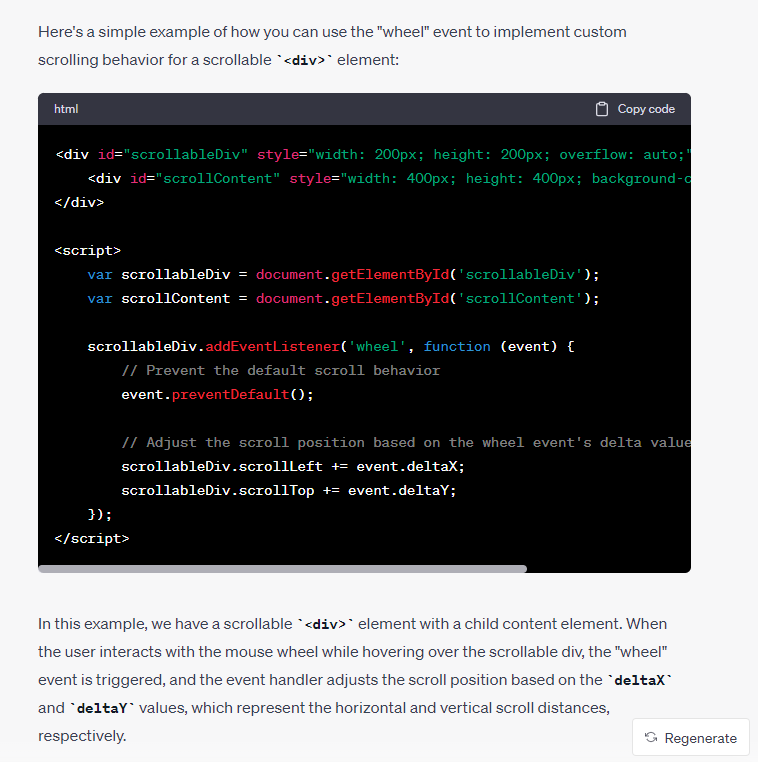 Here's a simple example of how you can use the "wheel" event to implement custom
scrolling behavior for a scrollable `<div>` element:
html
Copy code
<div id="scrollableDiv" style="width: 200px; height: 200px; overflow: auto;"
    <div id="scrollContent" style="width: 400px; height: 400px; background-c
</div>
<script>
    var scrollableDiv = document.getElementById('scrollableDiv');
    var scrollContent = document.getElementById('scrollContent');
    scrollableDiv.addEventListener('wheel', function (event) {
        // Prevent the default scroll behavior
        event.preventDefault();
        // Adjust the scroll position based on the wheel event's delta value
        scrollableDiv.scrollLeft += event.deltaX;
        scrollableDiv.scrollTop += event.deltaY;
    });
</script>
In this example, we have a scrollable `<div>` element with a child content element. When
the user interacts with the mouse wheel while hovering over the scrollable div, the "wheel"
event is triggered, and the event handler adjusts the scroll position based on the `deltaX`
and `deltaY` values, which represent the horizontal and vertical scroll distances,
respectively.
Regenerate